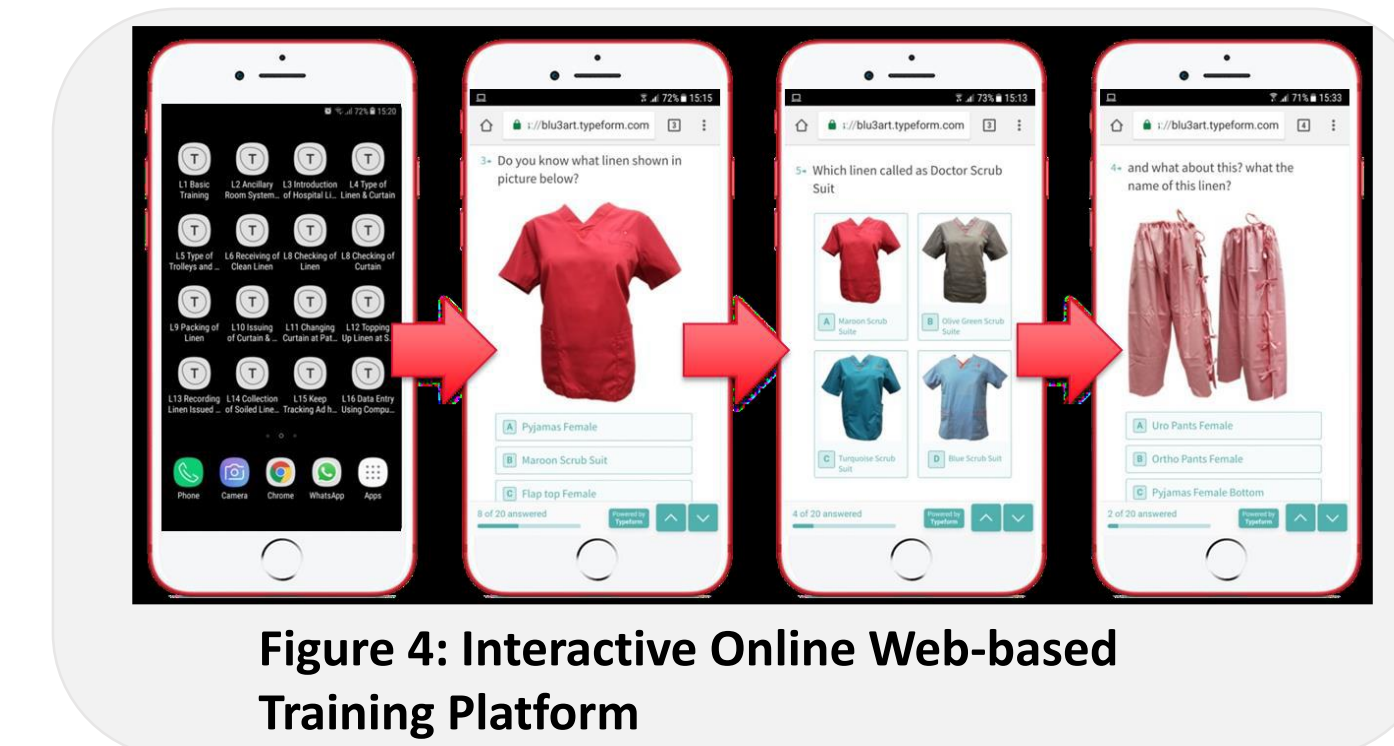 72% 15:20
T T T T
L1 Basic Training
L2 Ancillary Room System...
L3 Introduction of Hospital Li...
L4 Type of Linen & Curtain
T T T T
L5 Type of Trolleys and ...
L6 Receiving of Clean Linen
L8 Checking of Linen
L8 Checking of Curtain
T T T T
L9 Packing of Linen
L10 Issuing of Curtain & ...
L11 Changing Curtain at Pat...
L12 Topping Up Linen at S...
T T T T
L13 Recording Linen Issued ...
L14 Collection of Soiled Line...
L15 Keep Tracking Ad h...
L16 Data Entry Using Compu...
Phone Camera Chrome WhatsApp Apps
72% 15:15
://blu3art.typeform.com 3
3 Do you know what linen shown in
picture below?
A Pyjamas Female
B Maroon Scrub Suit
C Flap top Female
8 of 20 answered
Powered by
Typeform
73% 15:13
://blu3art.typeform.com 3
5 Which linen called as Doctor Scrub
Suit
A Maroon Scrub
Suite
B Olive Green Scrub
Suite
C Turquoise Scrub
Suit
D Blue Scrub Suit
4 of 20 answered
Powered by
Typeform
71% 15:33
://blu3art.typeform.com 4
4 and what about this? what the
name of this linen?
A Uro Pants Female
B Ortho Pants Female
C Pyjamas Female Bottom
2 of 20 answered
Powered by
Typeform
Figure 4: Interactive Online Web-based
Training Platform